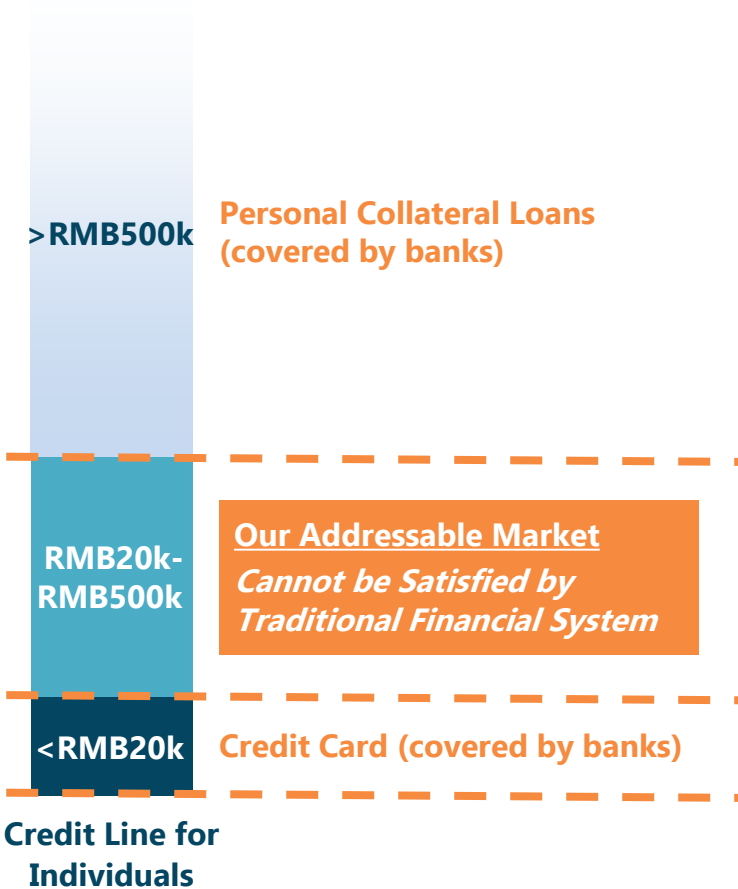 >RMB500k
Personal Collateral Loans
(covered by banks)
RMB20k-
RMB500k
Our Addressable Market
Cannot be Satisfied by
Traditional Financial System
<RMB20k
Credit Card (covered by banks)
Credit Line for
Individuals